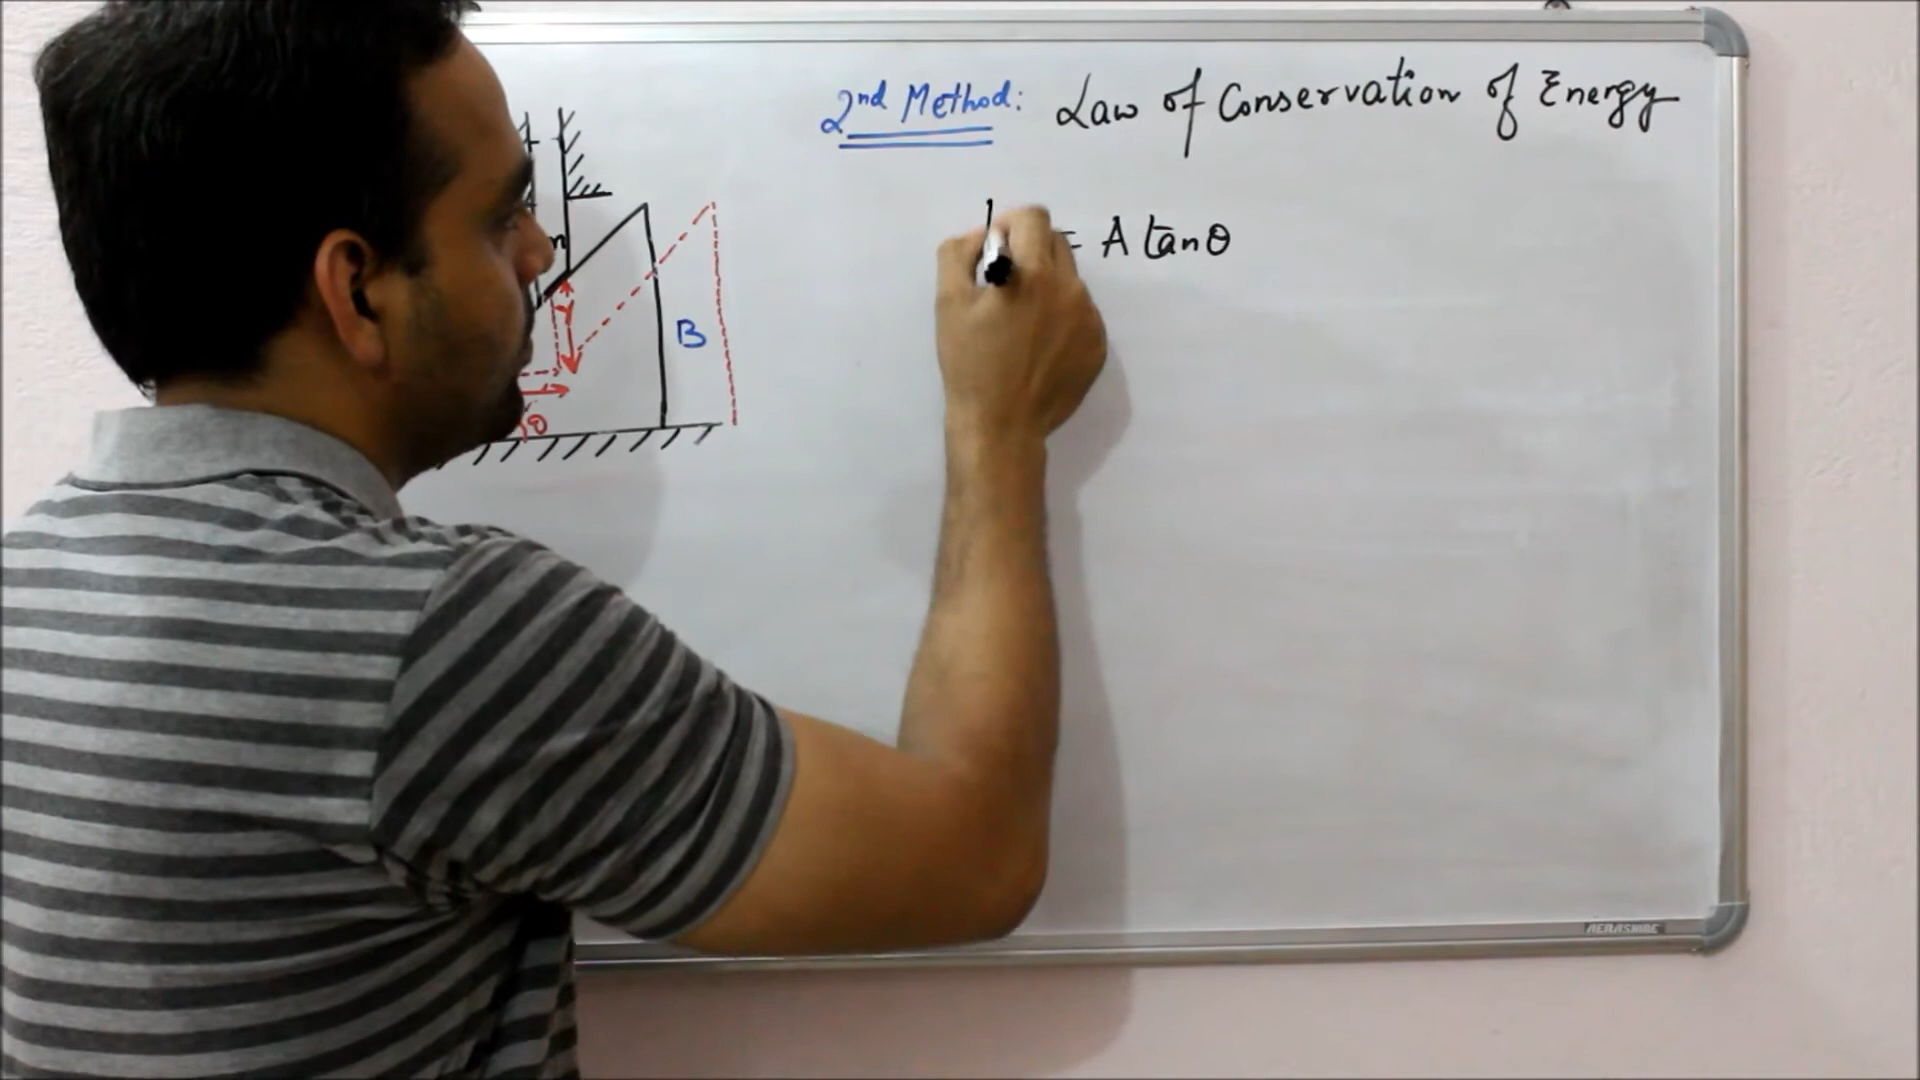 2nd Method: Law of Conservation of Energy
= A tanθ
m
Y
B
θ